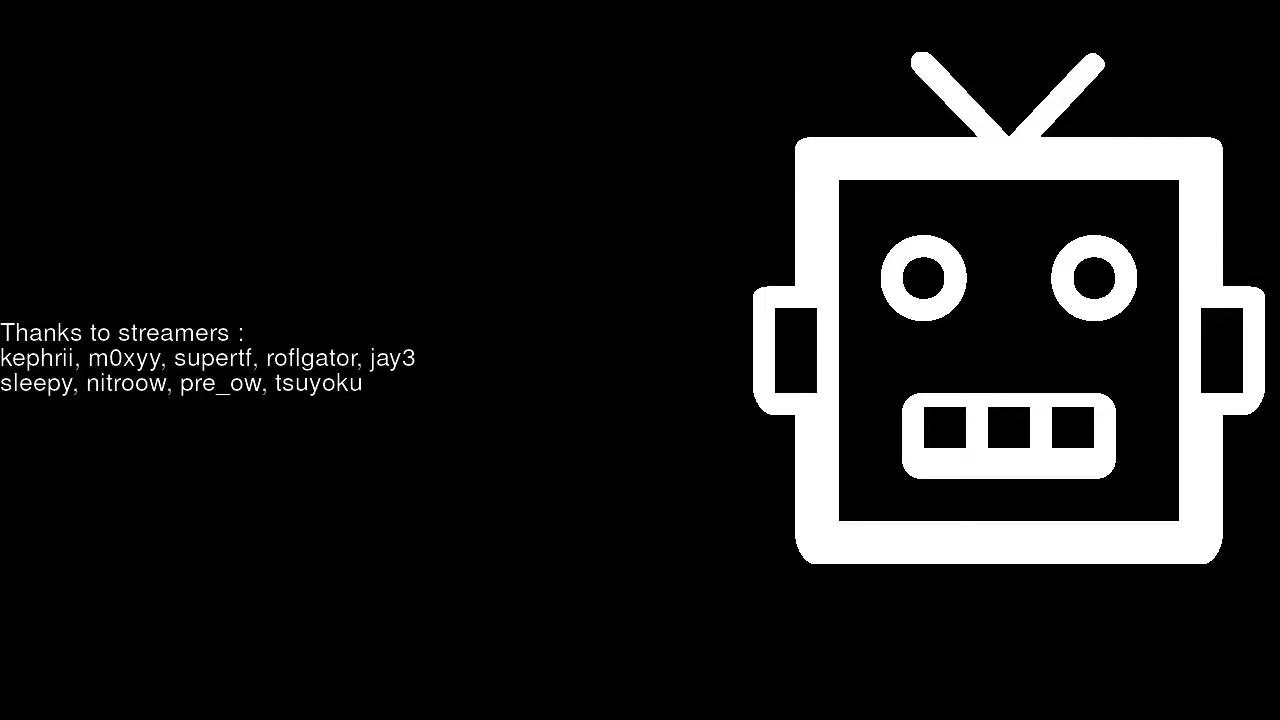 Thanks to streamers :
kephrii, m0xyy, supertf, roflgator, jay3
sleepy, nitroow, pre_ow, tsuyoku